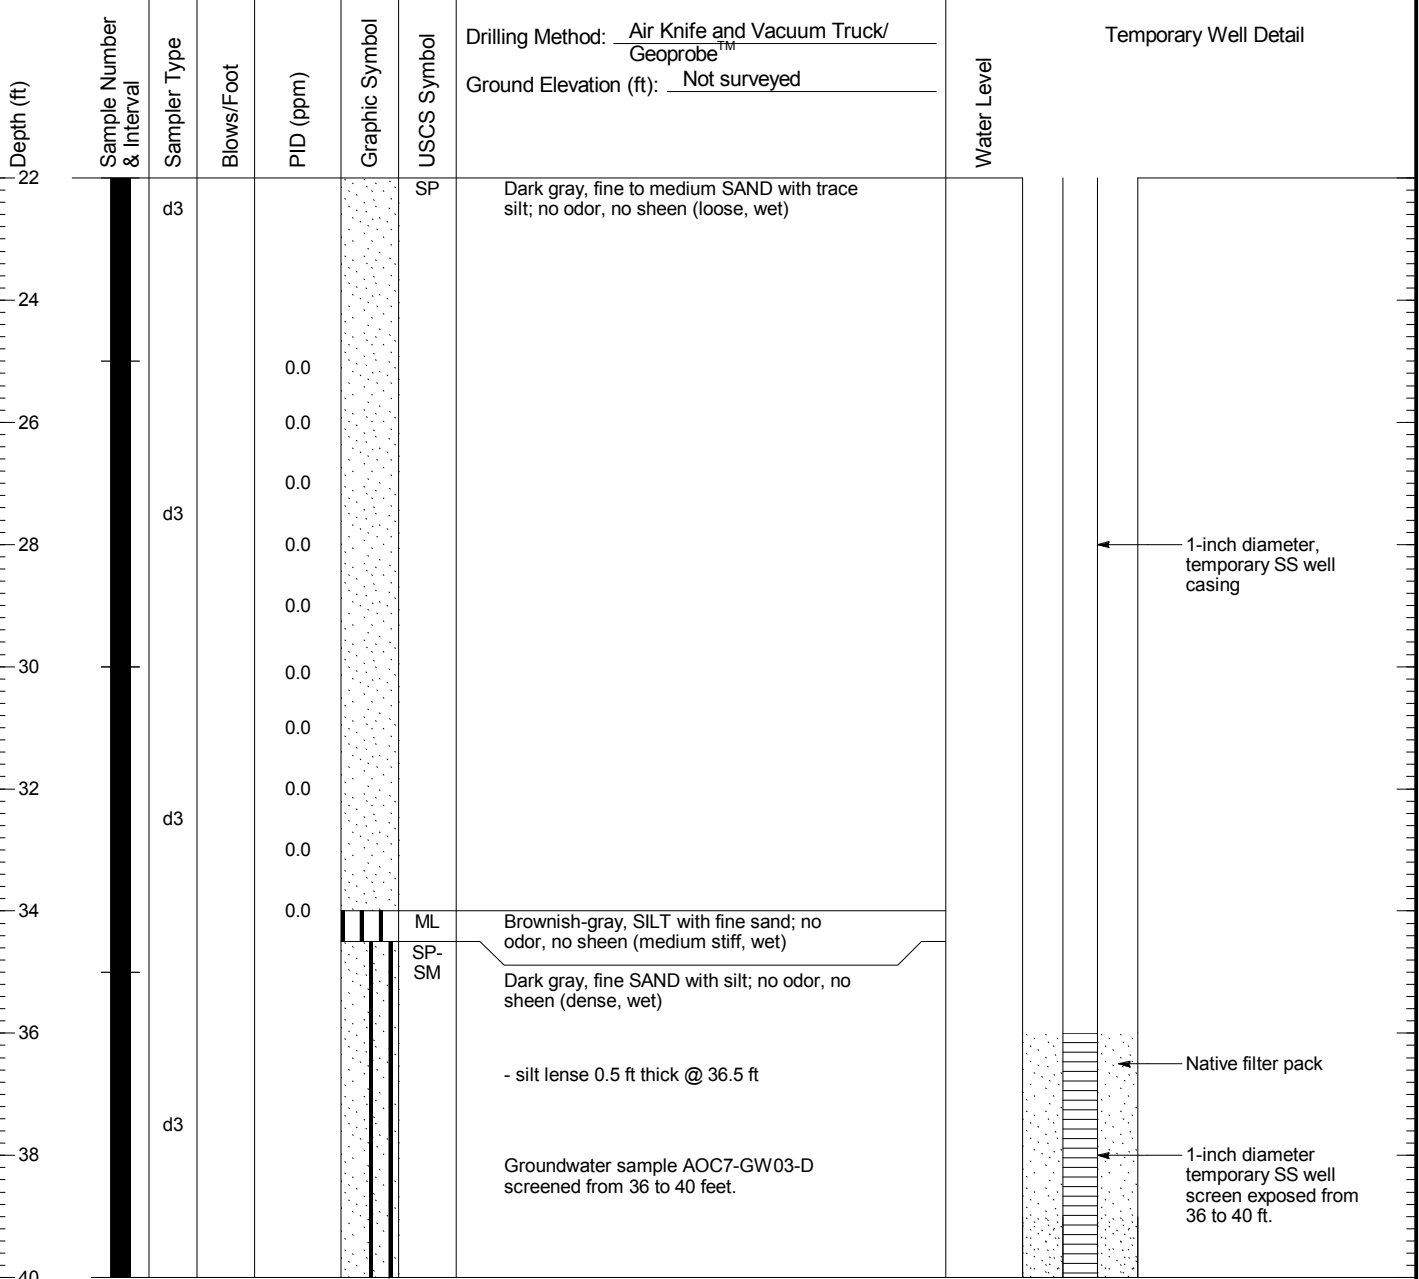 Depth (ft)
Sample Number
& Interval
Sampler Type
Blows/Foot
PID (ppm)
Graphic Symbol
USCS Symbol
Drilling Method: Air Knife and Vacuum Truck/
Geoprobe™
Ground Elevation (ft): Not surveyed
Water Level
Temporary Well Detail
22
SP
Dark gray, fine to medium SAND with trace
d3
silt; no odor, no sheen (loose, wet)
24
0.0
26
0.0
0.0
d3
28
0.0
1-inch diameter,
temporary SS well
casing
0.0
30
0.0
0.0
32
0.0
d3
0.0
34
0.0
ML
Brownish-gray, SILT with fine sand; no
odor, no sheen (medium stiff, wet)
SP-
SM
Dark gray, fine SAND with silt; no odor, no
sheen (dense, wet)
36
Native filter pack
- silt lense 0.5 ft thick @ 36.5 ft
d3
38
Groundwater sample AOC7-GW03-D
screened from 36 to 40 feet.
1-inch diameter
temporary SS well
screen exposed from
36 to 40 ft.
40